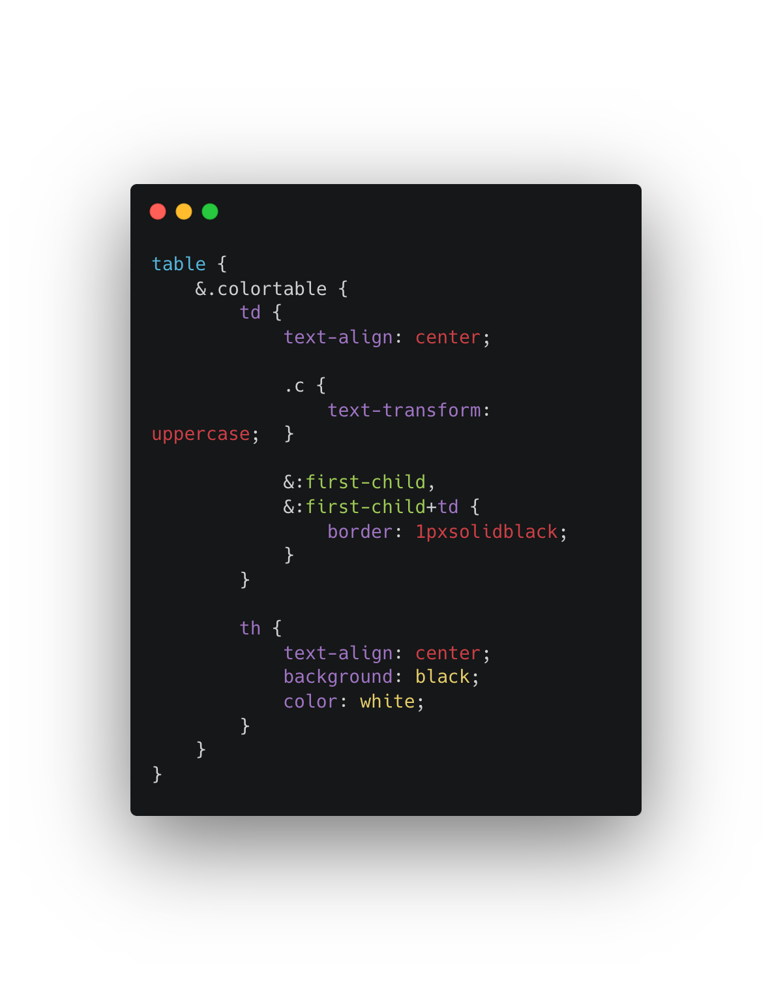 table {
    &.colortable {
        td {
            text-align: center;

            .c {
                text-transform:
uppercase;  }

            &:first-child,
            &:first-child+td {
                border: 1pxsolidblack;
            }
        }

        th {
            text-align: center;
            background: black;
            color: white;
        }
    }
}